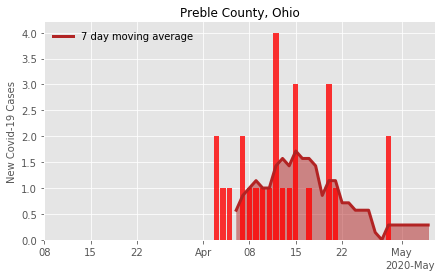 Preble County, Ohio
7 day moving average
New Covid-19 Cases
4.0
3.5
3.0
2.5
2.0
1.5
1.0
0.5
0.0
08 15 22 Apr 08 15 22 May
2020-May